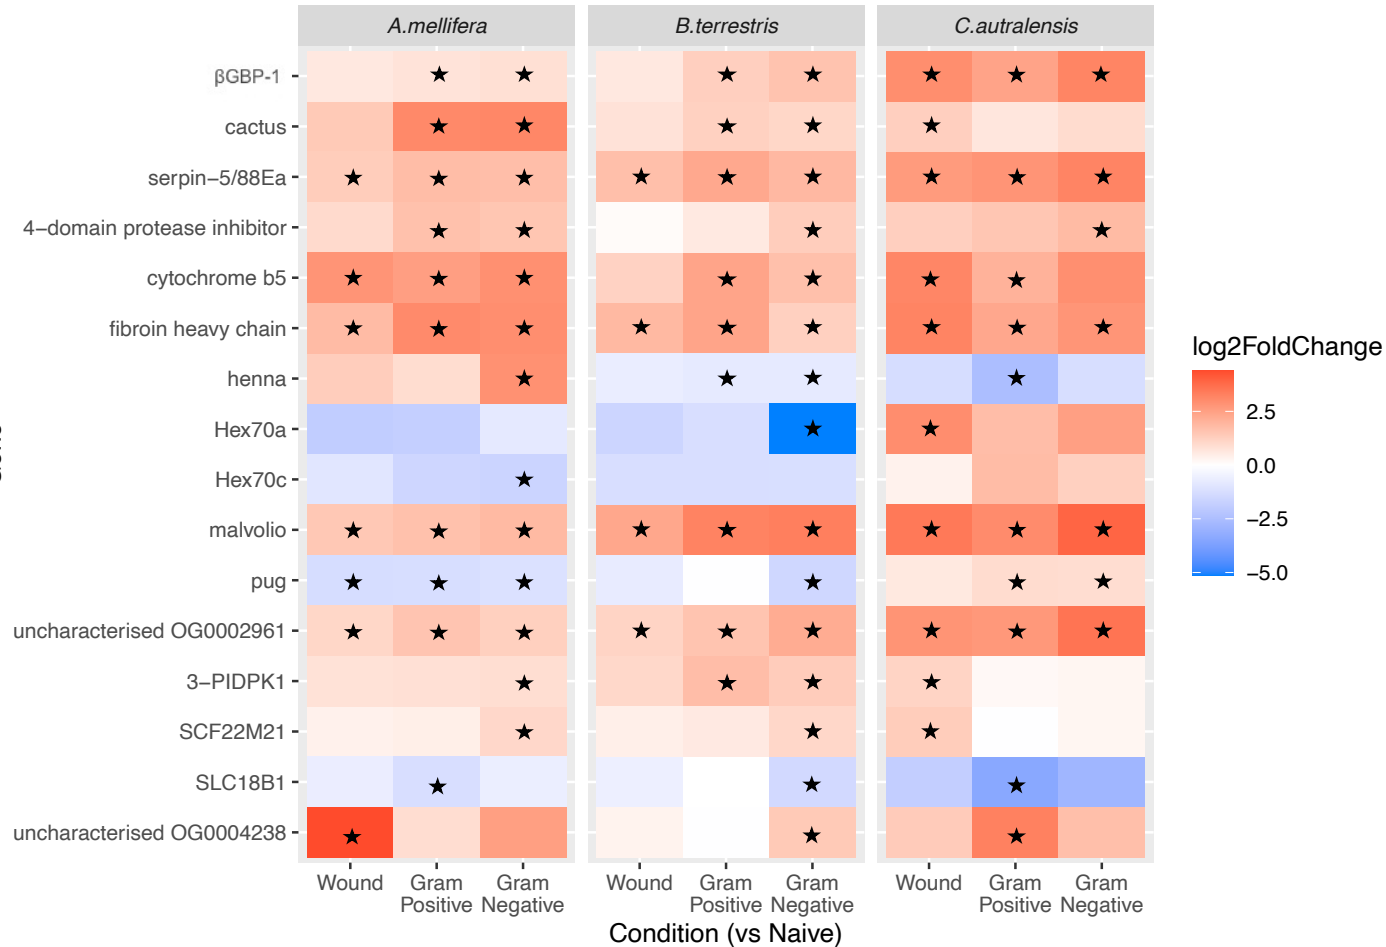 A.mellifera
B.terrestris
C.autralensis
βGBP-1
cactus
serpin−5/88Ea
4−domain protease inhibitor
cytochrome b5
fibroin heavy chain
henna
Hex70a
Hex70c
malvolio
pug
uncharacterised OG0002961
3−PIDPK1
SCF22M21
SLC18B1
uncharacterised OG0004238
Wound
Gram
Positive
Gram
Negative
Wound
Gram
Positive
Gram
Negative
Wound
Gram
Positive
Gram
Negative
Condition (vs Naive)
log2FoldChange
2.5
0.0
−2.5
−5.0